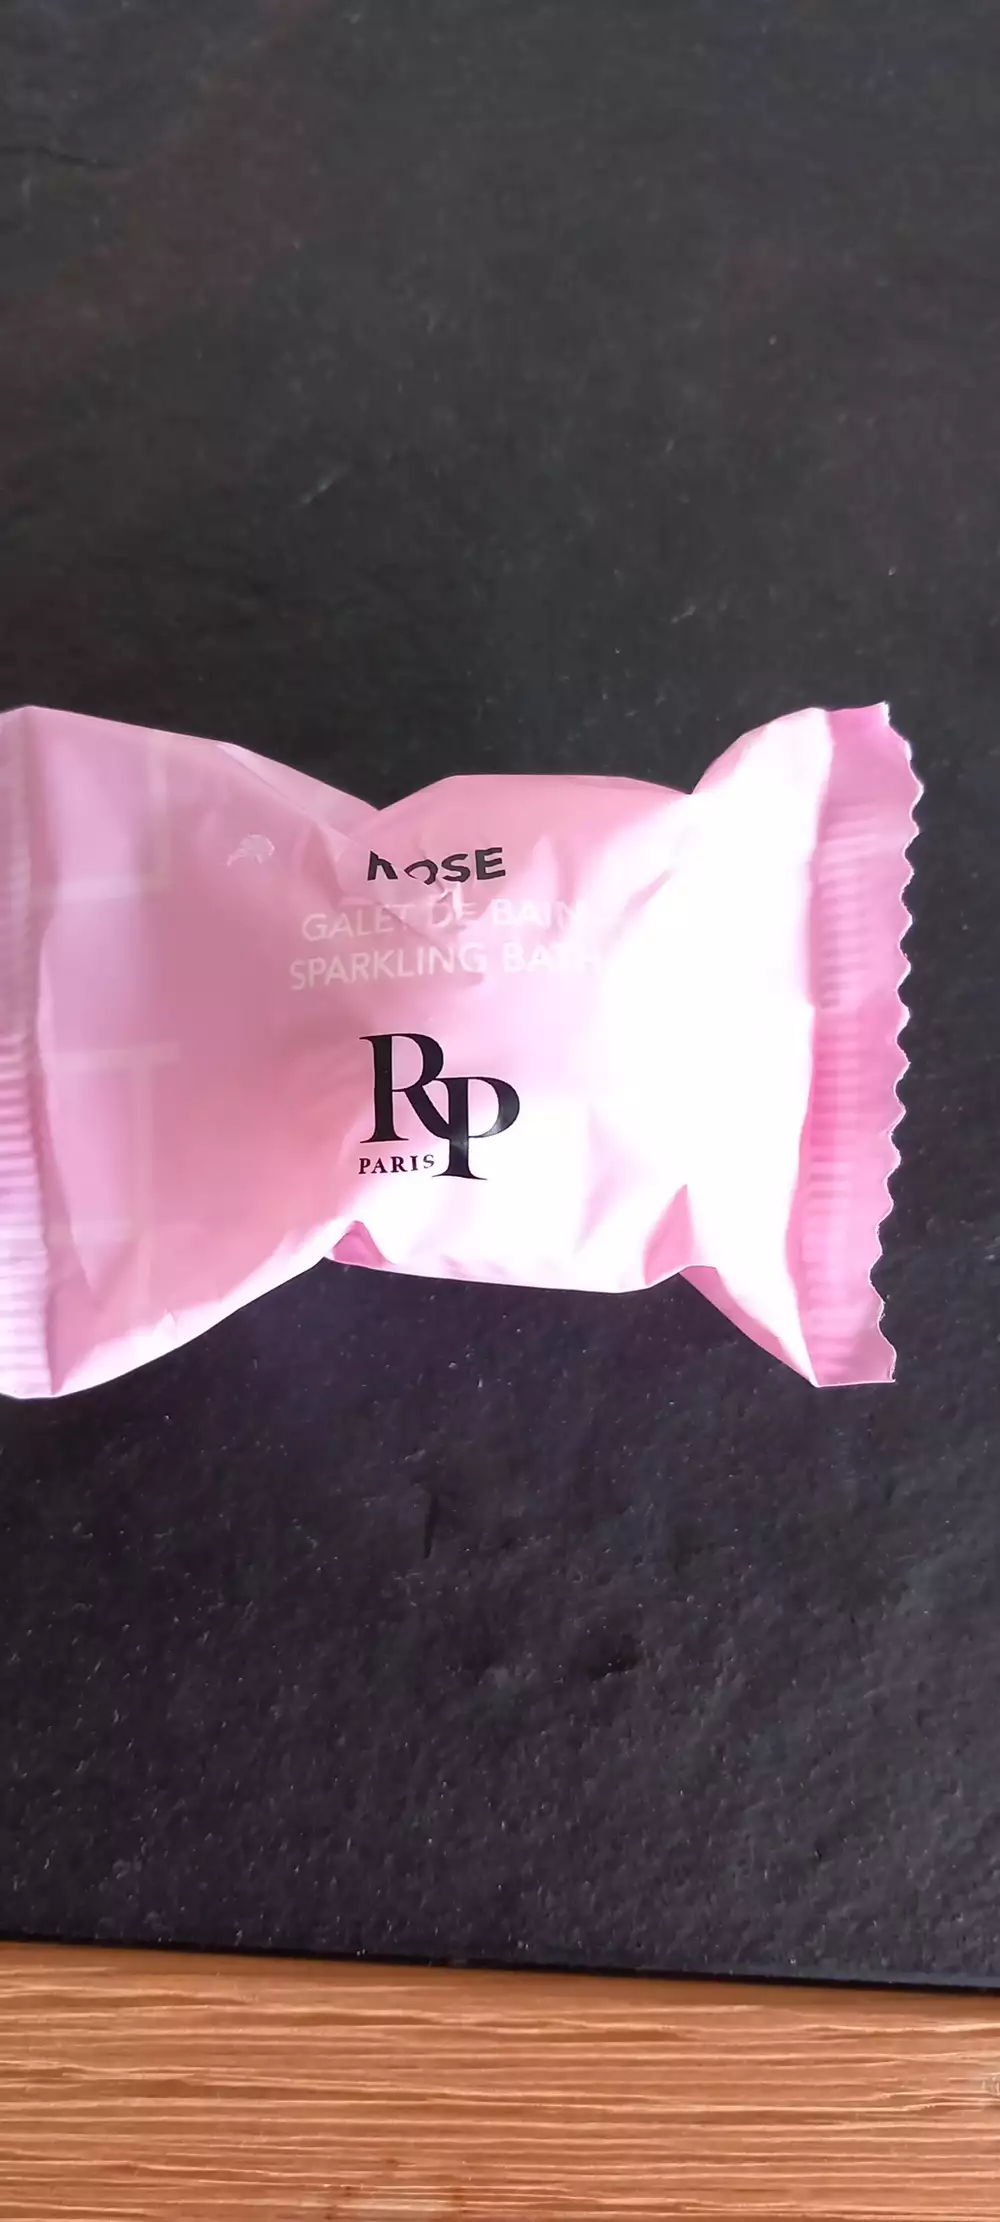 ROSE
GALET DE BAIN
SPARKLING BATH
RP
PARIS